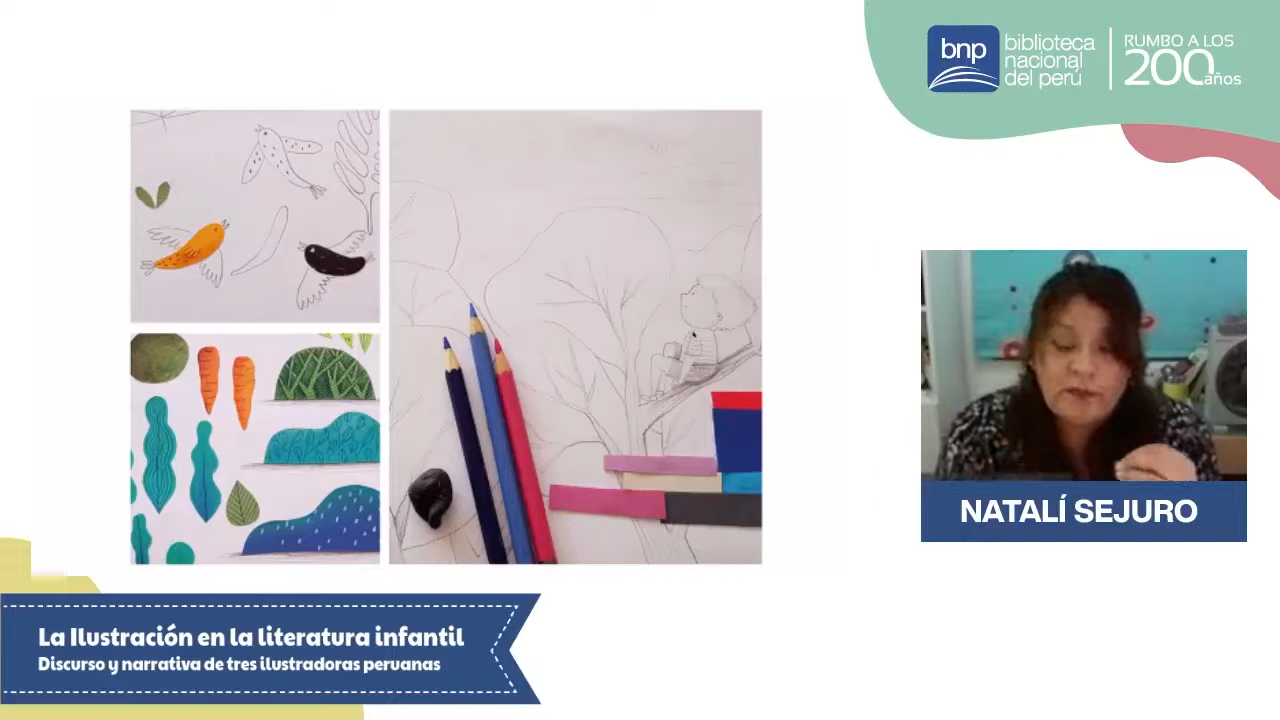 bnp
biblioteca
nacional
del perú
RUMBO A LOS
200 años
NATALÍ SEJURO
La Ilustración en la literatura infantil
Discurso y narrativa de tres ilustradoras peruanas